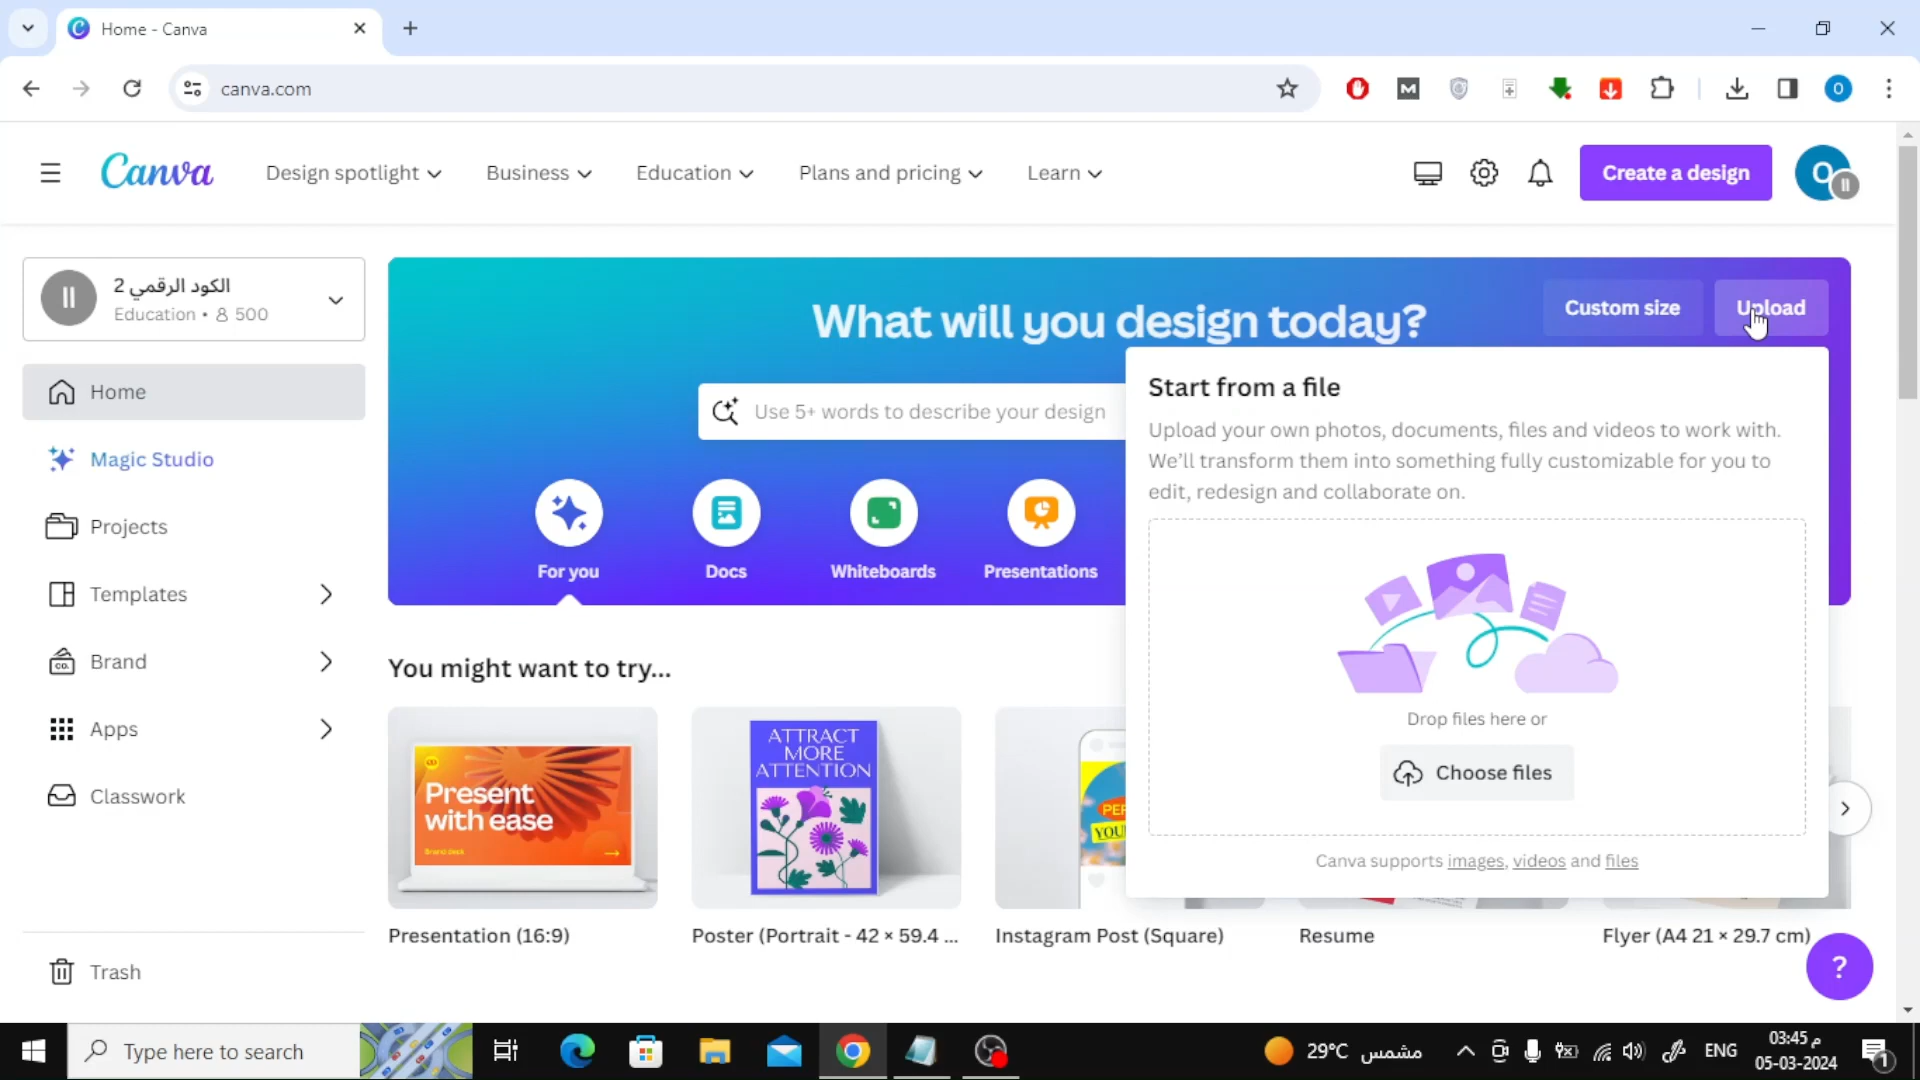 Home - Canva
canva.com
Canva
Design spotlight
Business
Education
Plans and pricing
Learn
Create a design
O
الكود الرقمي 2
Education • 500
Home
Magic Studio
Projects
Templates
Brand
Apps
Classwork
Trash
What will you design today?
Custom size
Upload
Use 5+ words to describe your design
For you
Docs
Whiteboards
Presentations
Start from a file
Upload your own photos, documents, files and videos to work with.
We'll transform them into something fully customizable for you to
edit, redesign and collaborate on.
Drop files here or
Choose files
Canva supports images, videos and files
You might want to try...
Present
with ease
ATTRACT
MORE
ATTENTION
Presentation (16:9)
Poster (Portrait - 42 × 59.4 ...
Instagram Post (Square)
Resume
Flyer (A4 21 × 29.7 cm)
?
Type here to search
29°C مشمس
ENG
03:45 م
05-03-2024
1